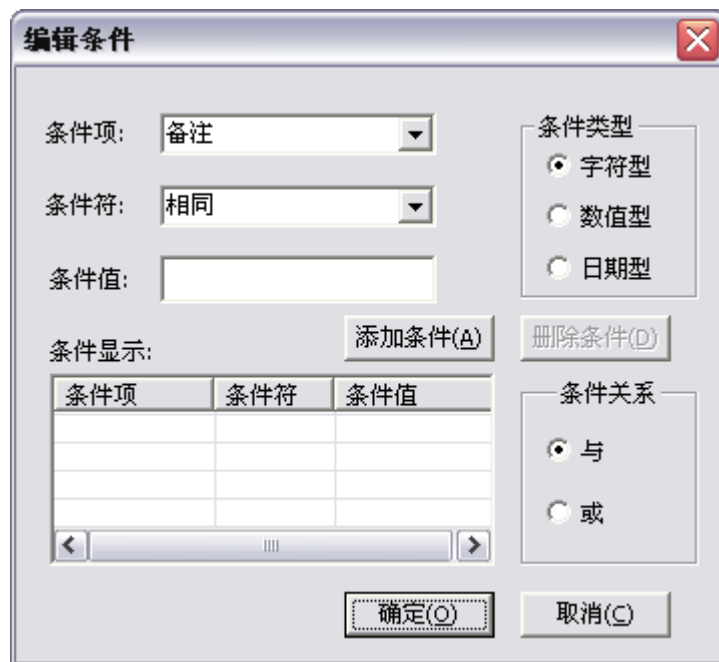 编辑条件
条件项: 备注
条件类型
字符型
条件符: 相同
数值型
条件值:
日期型
添加条件(A) 删除条件(D)
条件显示:
条件项 条件符 条件值
条件关系
与
或
确定(O) 取消(C)